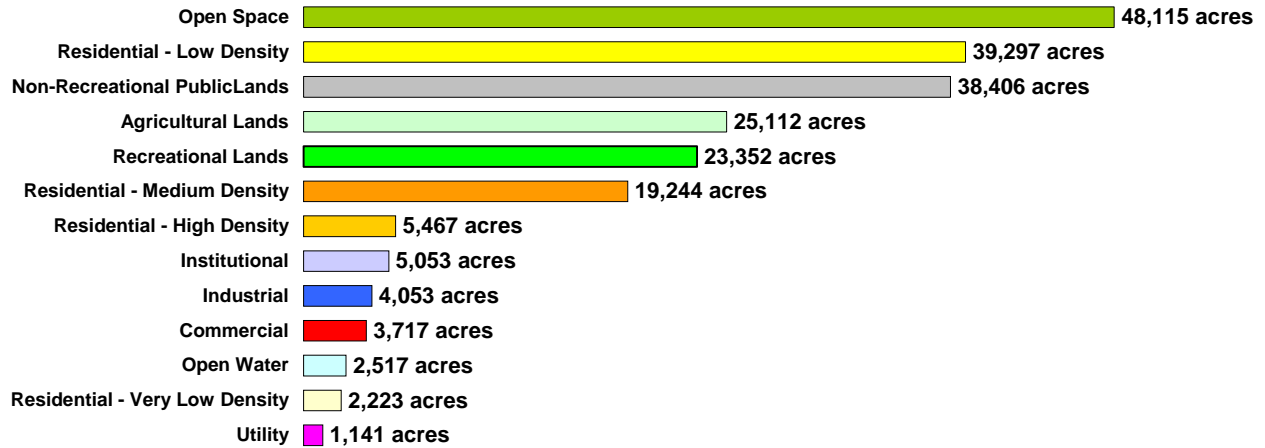 Open Space 48,115 acres
Residential - Low Density 39,297 acres
Non-Recreational PublicLands 38,406 acres
Agricultural Lands 25,112 acres
Recreational Lands 23,352 acres
Residential - Medium Density 19,244 acres
Residential - High Density 5,467 acres
Institutional 5,053 acres
Industrial 4,053 acres
Commercial 3,717 acres
Open Water 2,517 acres
Residential - Very Low Density 2,223 acres
Utility 1,141 acres